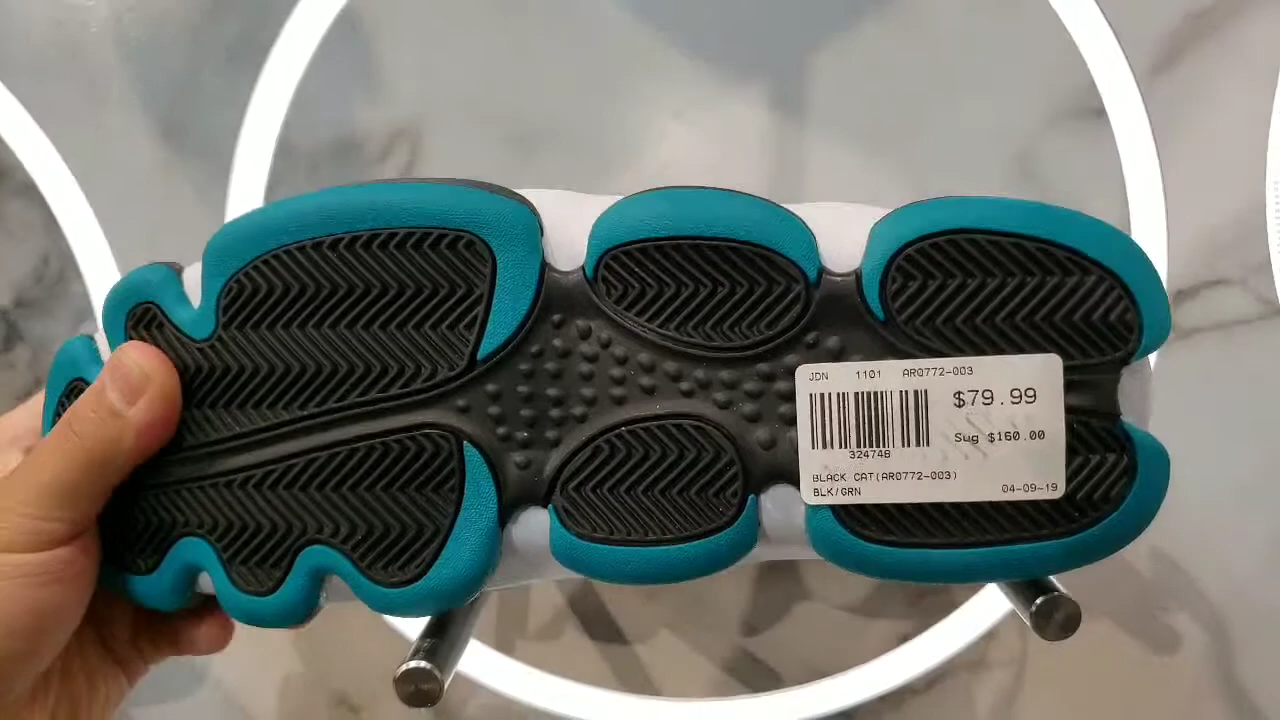 JDN 1101 AR0772-003
$79.99
Sug $160.00
324748
BLACK CAT(AR0772-003)
BLK/GRN 04-09-19